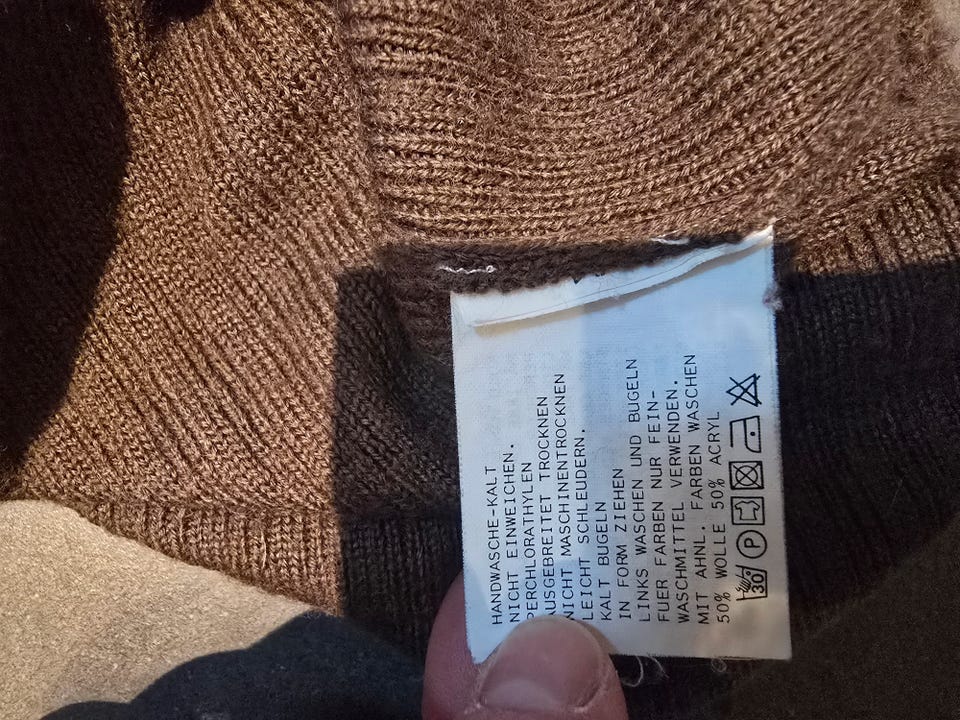 HANDWASCHE-KALT
NICHT EINWEICHEN.
PERCHLORATHYLEN
AUSGEBREITET TROCKNEN
NICHT MASCHINENTROCKNEN
LEICHT SCHLEUDERN.
KALT BUGELN
IN FORM ZIEHEN
LINKS WASCHEN UND BUGELN
FUER FARBEN NUR FEIN-
WASCHMITTEL VERWENDEN.
MIT AHNL. FARBEN WASCHEN
50% WOLLE 50% ACRYL
30 P